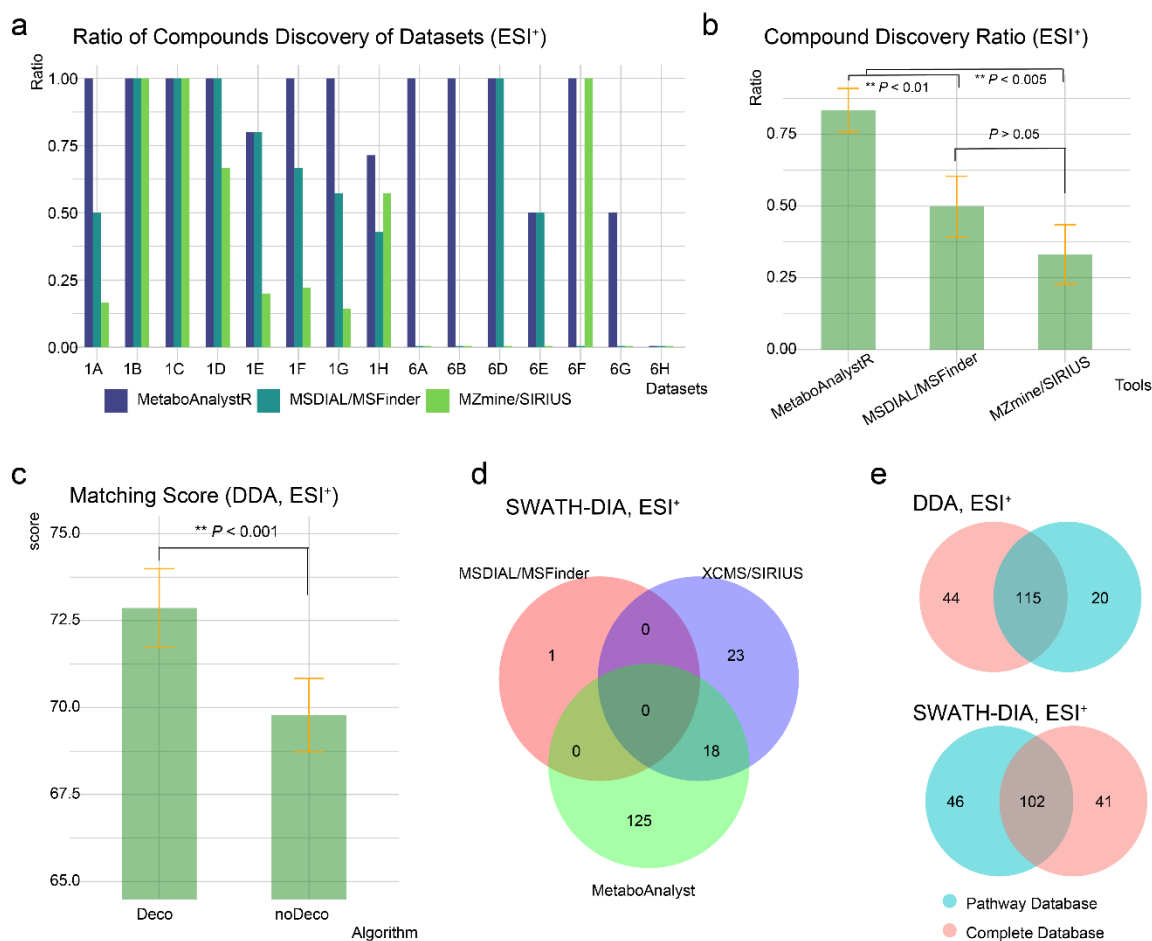 a
Ratio of Compounds Discovery of Datasets (ESI⁺)
Ratio
1.00
0.75
0.50
0.25
0.00
1A 1B 1C 1D 1E 1F 1G 1H 6A 6B 6D 6E 6F 6G 6H
Datasets
MetaboAnalystR MSDIAL/MSFinder MZmine/SIRIUS
b
Compound Discovery Ratio (ESI⁺)
Ratio
** P < 0.01
** P < 0.005
P > 0.05
0.75
0.50
0.25
0.00
MetaboAnalystR
MSDIAL/MSFinder
MZmine/SIRIUS
Tools
c
Matching Score (DDA, ESI⁺)
score
** P < 0.001
75.0
72.5
70.0
67.5
65.0
Deco noDeco
Algorithm
d
SWATH-DIA, ESI⁺
MSDIAL/MSFinder XCMS/SIRIUS
0
1 23
0
0 18
125
MetaboAnalyst
e
DDA, ESI⁺
44 115 20
SWATH-DIA, ESI⁺
46 102 41
Pathway Database
Complete Database